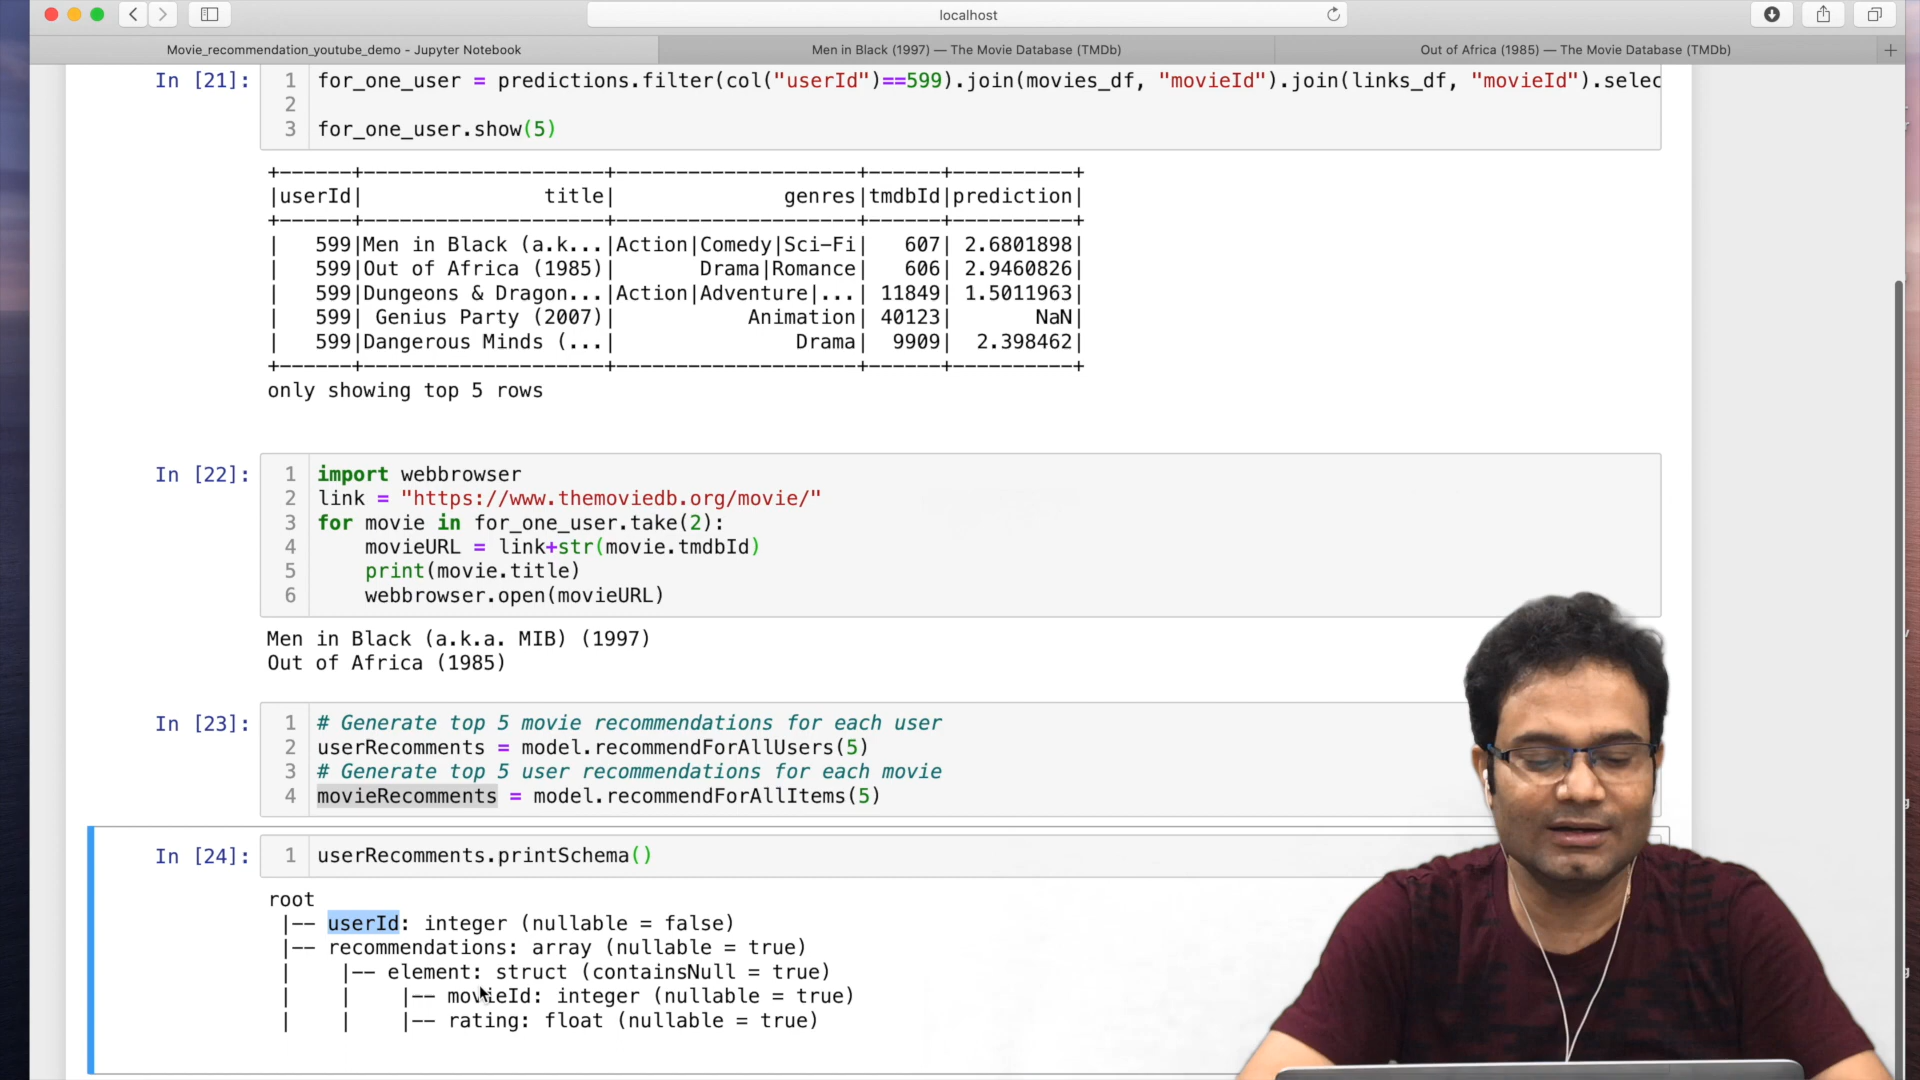 localhost
Movie_recommendation_youtube_demo - Jupyter Notebook
Men in Black (1997) — The Movie Database (TMDb)
Out of Africa (1985) — The Movie Database (TMDb)
In [21]:
1 for_one_user = predictions.filter(col("userId")==599).join(movies_df, "movieId").join(links_df, "movieId").selec
2
3 for_one_user.show(5)
+------+--------------------+--------------------+------+----------+
|userId|               title|              genres|tmdbId|prediction|
+------+--------------------+--------------------+------+----------+
|   599|Men in Black (a.k...|Action|Comedy|Sci-Fi|   607| 2.6801898|
|   599|Out of Africa (1985)|       Drama|Romance|   606| 2.9460826|
|   599|Dungeons & Dragon...|Action|Adventure|...| 11849| 1.5011963|
|   599| Genius Party (2007)|           Animation| 40123|       NaN|
|   599|Dangerous Minds (...|               Drama|  9909|  2.398462|
+------+--------------------+--------------------+------+----------+
only showing top 5 rows
In [22]:
1 import webbrowser
2 link = "https://www.themoviedb.org/movie/"
3 for movie in for_one_user.take(2):
4     movieURL = link+str(movie.tmdbId)
5     print(movie.title)
6     webbrowser.open(movieURL)
Men in Black (a.k.a. MIB) (1997)
Out of Africa (1985)
In [23]:
1 # Generate top 5 movie recommendations for each user
2 userRecomments = model.recommendForAllUsers(5)
3 # Generate top 5 user recommendations for each movie
4 movieRecomments = model.recommendForAllItems(5)
In [24]:
1 userRecomments.printSchema()
root
 |-- userId: integer (nullable = false)
 |-- recommendations: array (nullable = true)
 |    |-- element: struct (containsNull = true)
 |    |    |-- movieId: integer (nullable = true)
 |    |    |-- rating: float (nullable = true)